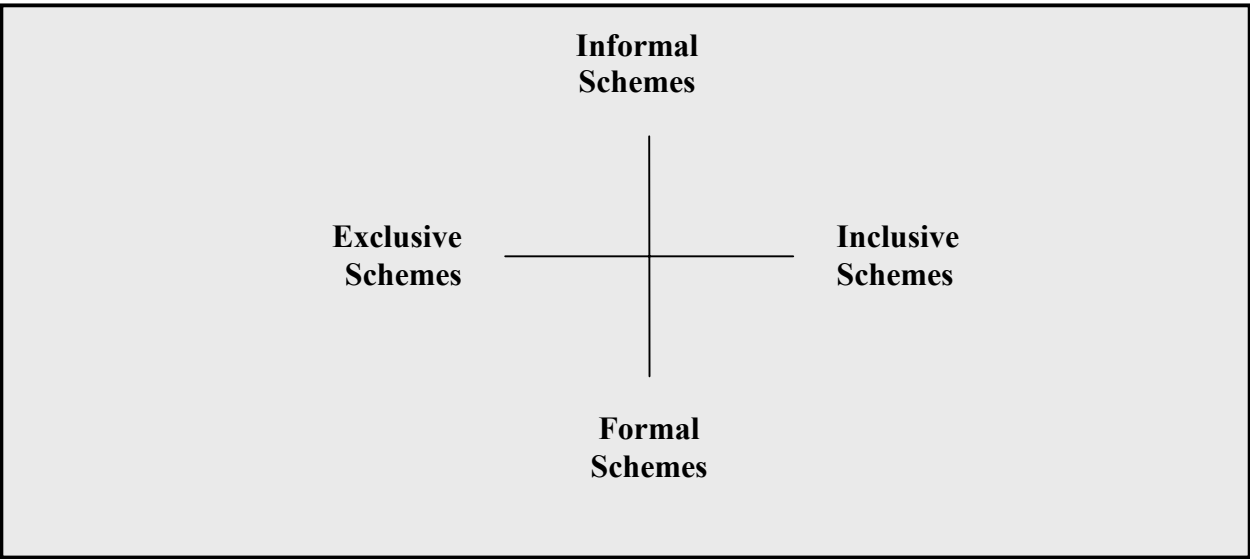 Informal
Schemes
Exclusive
Schemes
Inclusive
Schemes
Formal
Schemes